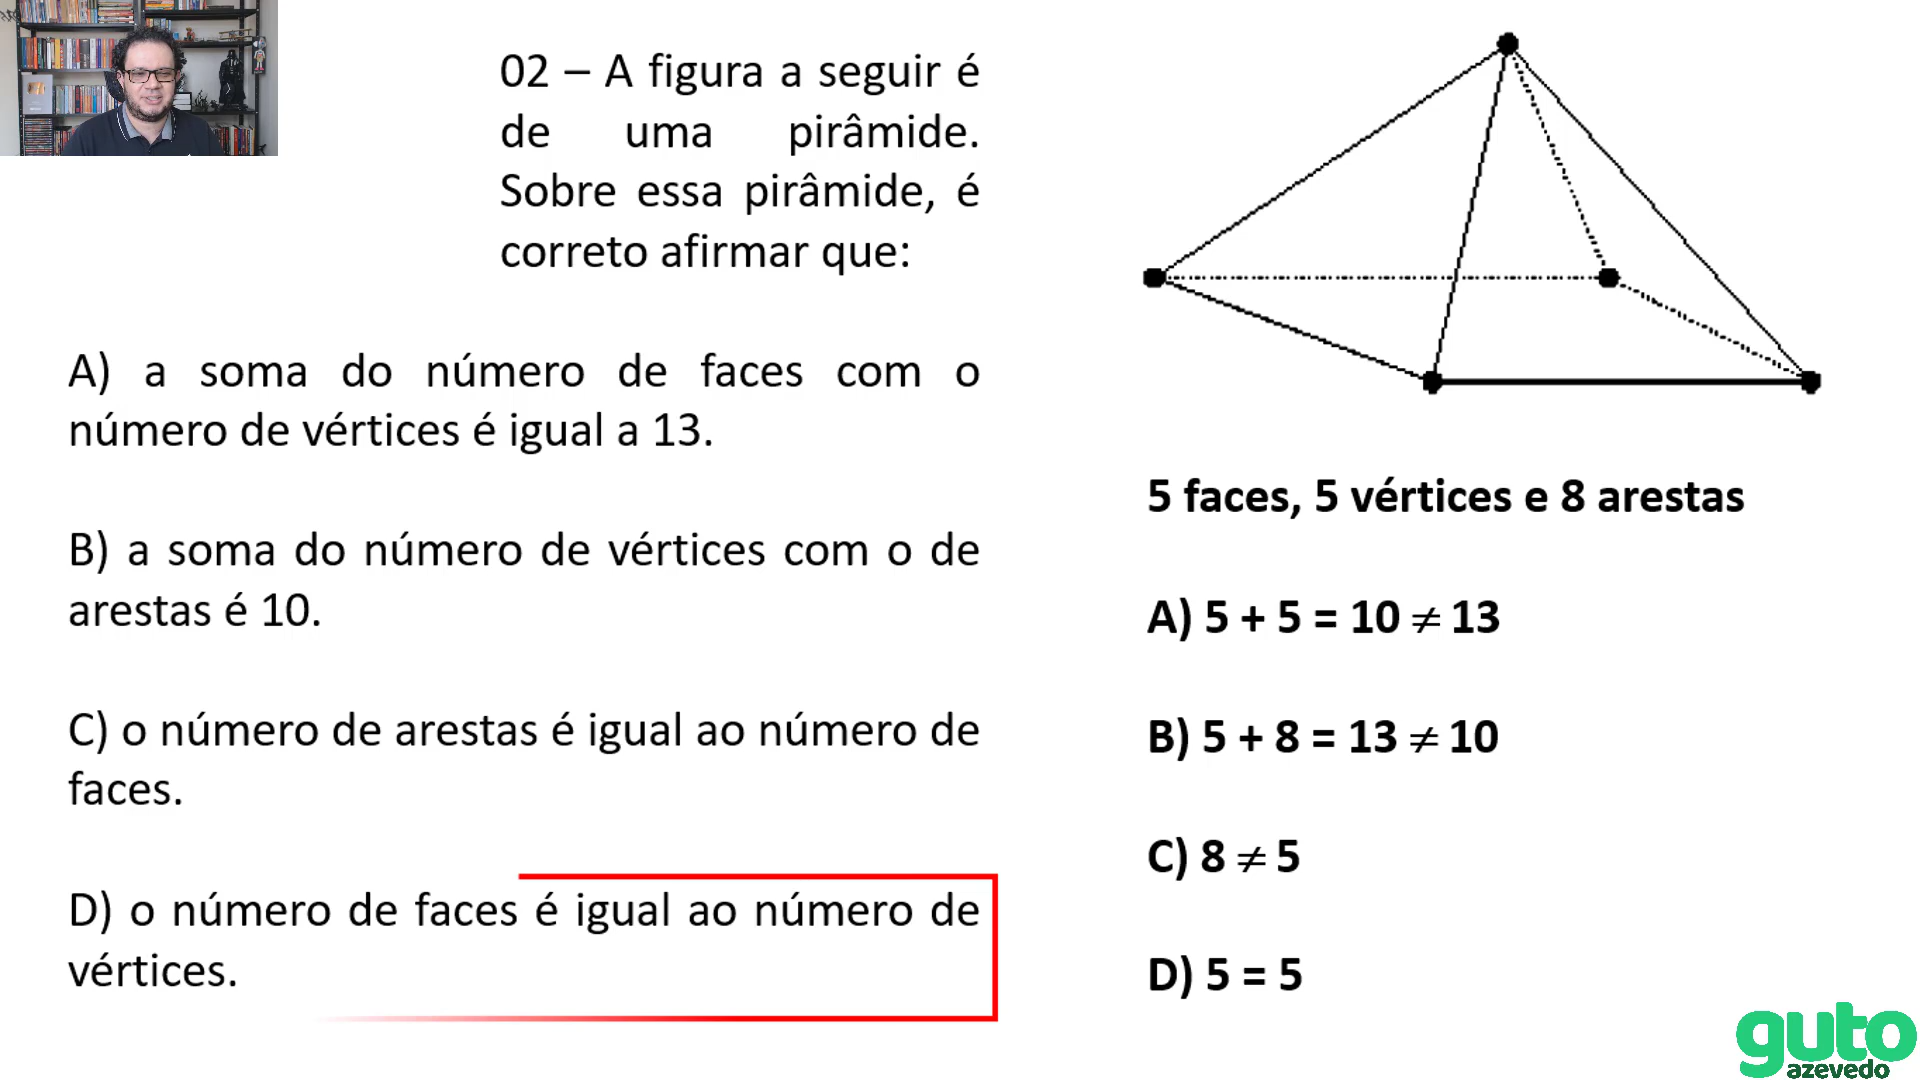 02 – A figura a seguir é
de uma pirâmide.
Sobre essa pirâmide, é
correto afirmar que:
A) a soma do número de faces com o
número de vértices é igual a 13.
B) a soma do número de vértices com o de
arestas é 10.
C) o número de arestas é igual ao número de
faces.
D) o número de faces é igual ao número de
vértices.
5 faces, 5 vértices e 8 arestas
A) 5 + 5 = 10 ≠ 13
B) 5 + 8 = 13 ≠ 10
C) 8 ≠ 5
D) 5 = 5
guto
azevedo